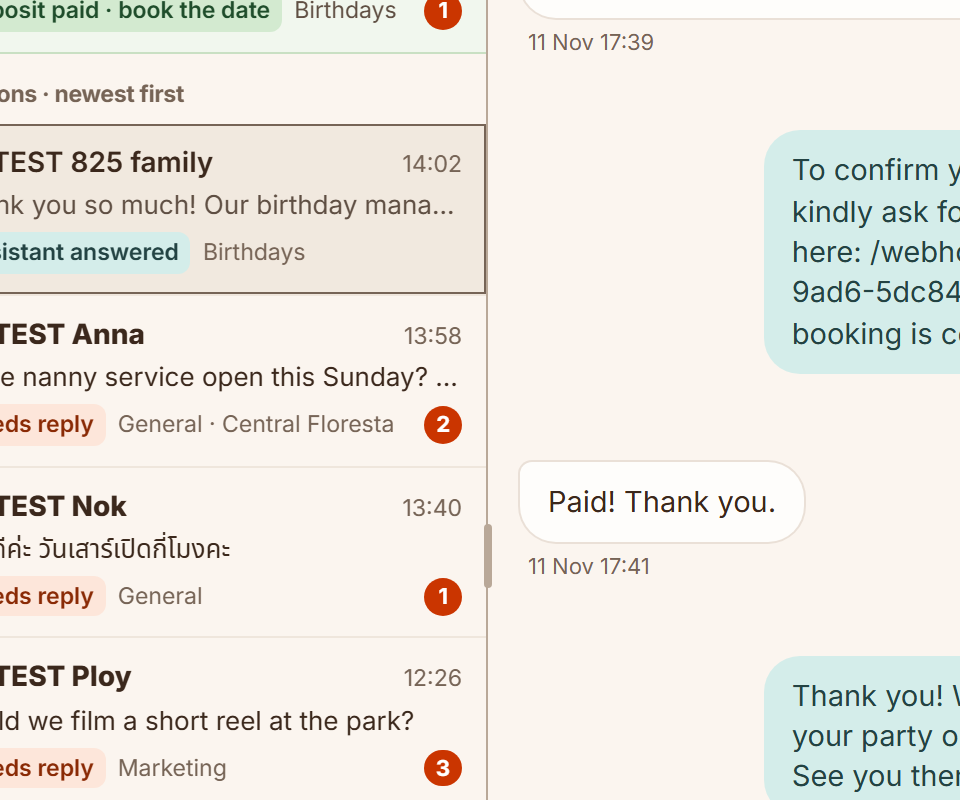 posit paid · book the date Birthdays 1
ons · newest first
TEST 825 family 14:02
nk you so much! Our birthday mana...
sistant answered Birthdays
TEST Anna 13:58
e nanny service open this Sunday? ...
eds reply General · Central Floresta 2
TEST Nok 13:40
ดีค่ะ วันเสาร์เปิดกี่โมงคะ
eds reply General 1
TEST Ploy 12:26
ld we film a short reel at the park?
eds reply Marketing 3
11 Nov 17:39
To confirm y
kindly ask fo
here: /webho
9ad6-5dc84
booking is c
Paid! Thank you.
11 Nov 17:41
Thank you! W
your party o
See you ther